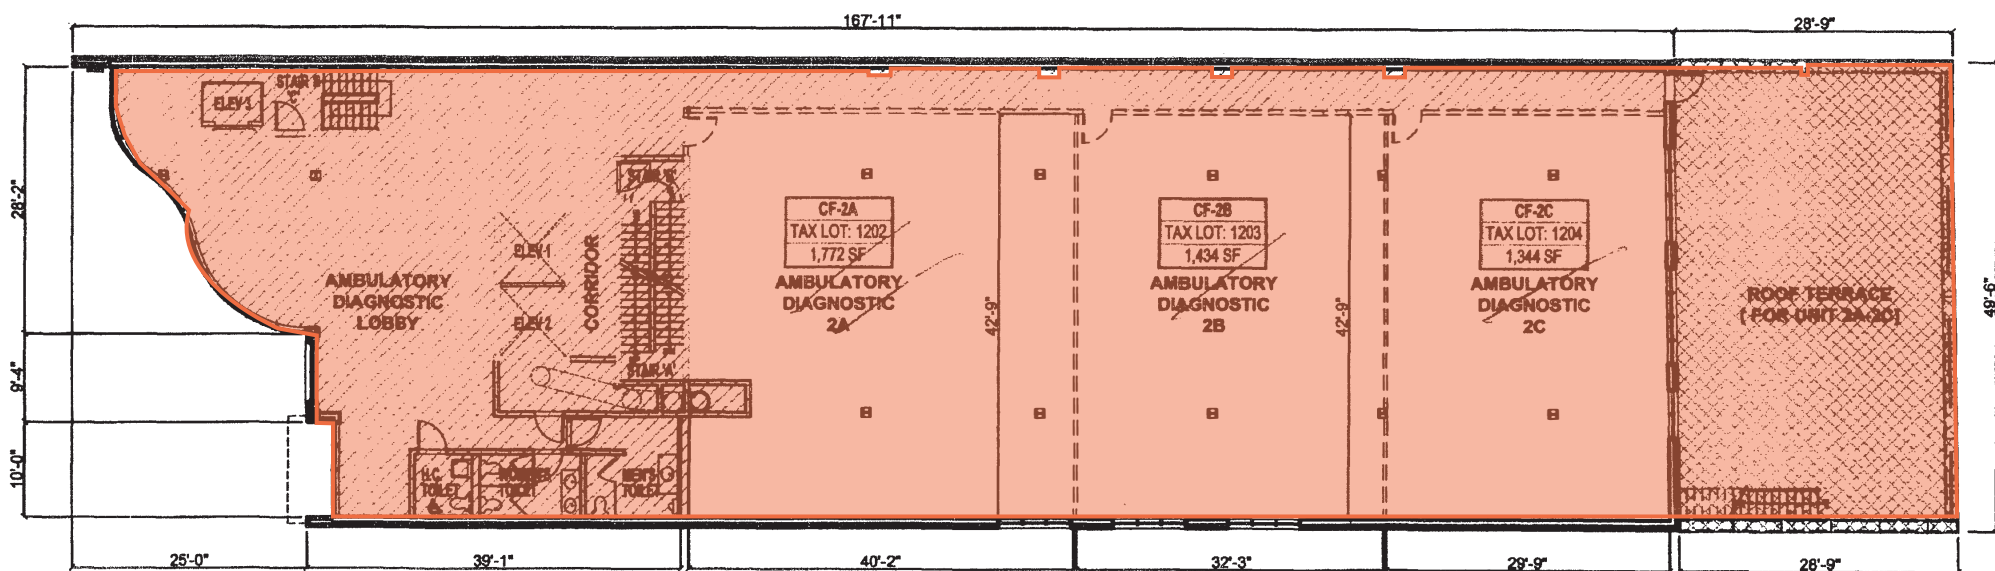 167'-11"
28'-9"
STAIR 'B'
ELEV-3
28'-2"
9'-4"
10'-0"
AMBULATORY
DIAGNOSTIC
LOBBY
ELEV-1
ELEV-2
CORRIDOR
STAIR 'A'
H.C.
TOILET
WOMEN'S
TOILET
MEN'S
TOILET
CF-2A
TAX LOT: 1202
1,772 SF
AMBULATORY
DIAGNOSTIC
2A
42'-9"
CF-2B
TAX LOT: 1203
1,434 SF
AMBULATORY
DIAGNOSTIC
2B
42'-9"
CF-2C
TAX LOT: 1204
1,344 SF
AMBULATORY
DIAGNOSTIC
2C
ROOF TERRACE
[ FOR UNIT 2A-2C]
49'-6"
25'-0"
39'-1"
40'-2"
32'-3"
29'-9"
28'-9"